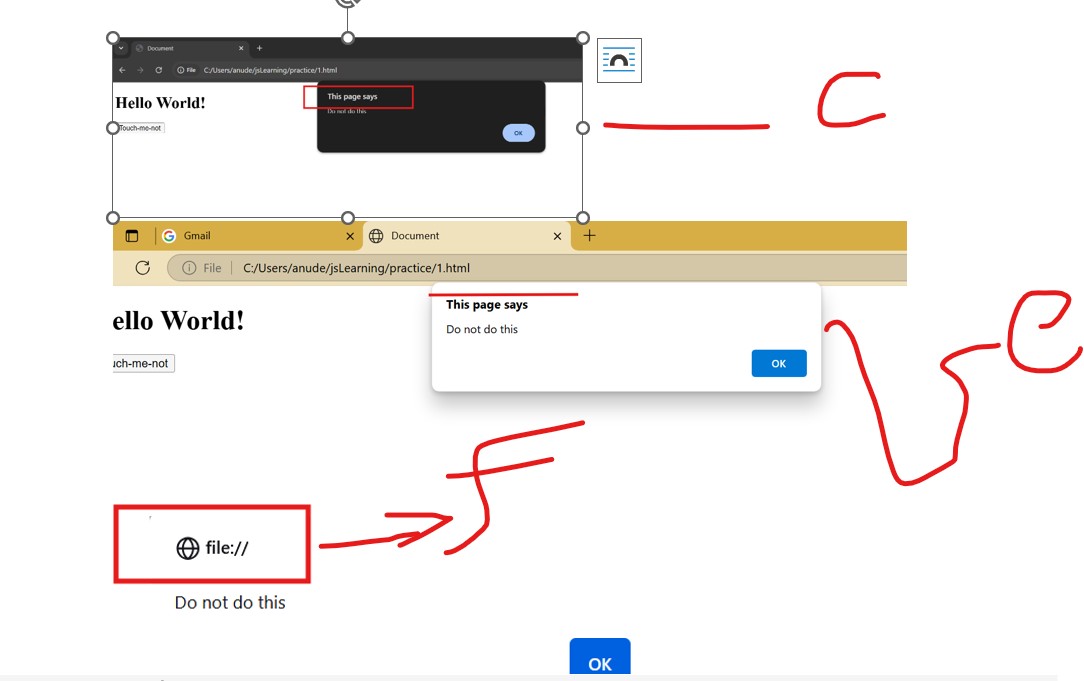 Document
File C:/Users/anude/jsLearning/practice/1.html
This page says
Hello World!
Do not do this
Touch-me-not
OK
C
Gmail Document
File C:/Users/anude/jsLearning/practice/1.html
This page says
ello World!
Do not do this
uch-me-not
OK
e
f
file://
Do not do this
OK